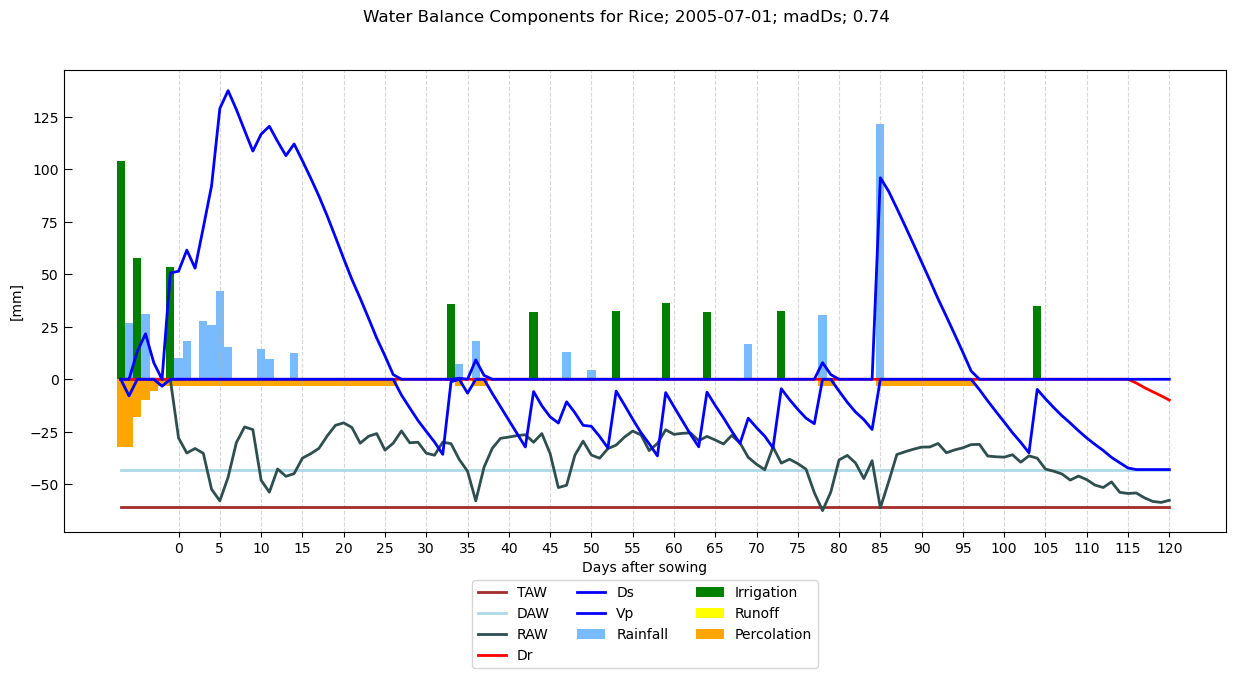 Water Balance Components for Rice; 2005-07-01; madDs; 0.74
[mm]
125
100
75
50
25
0
−25
−50
0 5 10 15 20 25 30 35 40 45 50 55 60 65 70 75 80 85 90 95 100 105 110 115 120
Days after sowing
TAW
DAW
RAW
Dr
Ds
Vp
Rainfall
Irrigation
Runoff
Percolation